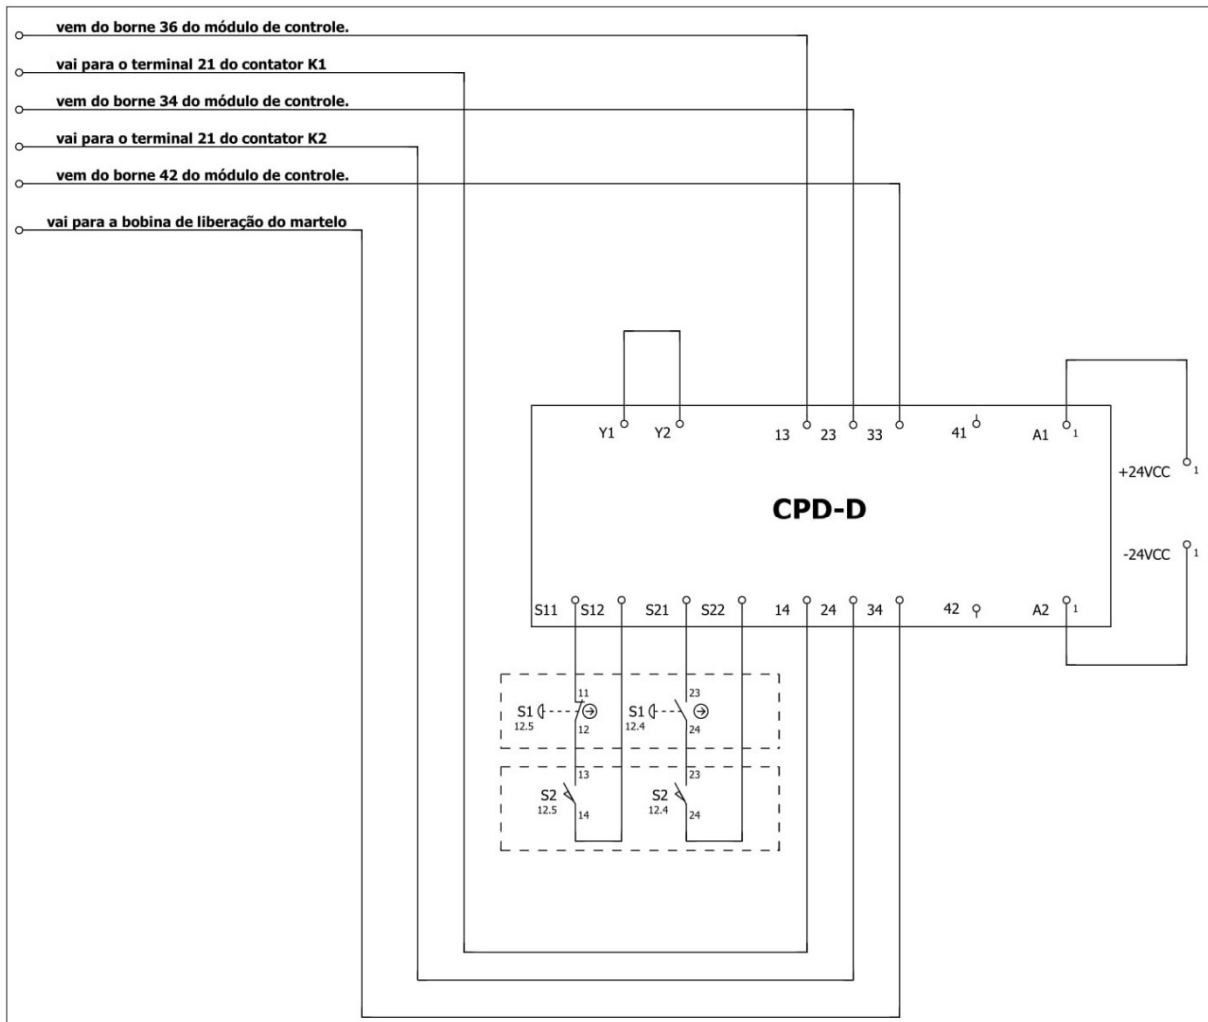 vem do borne 36 do módulo de controle.
vai para o terminal 21 do contator K1
vem do borne 34 do módulo de controle.
vai para o terminal 21 do contator K2
vem do borne 42 do módulo de controle.
vai para a bobina de liberação do martelo
Y1 Y2 13 23 33 41 A1 1
+24VCC 1
CPD-D
-24VCC 1
S11 S12 S21 S22 14 24 34 42 A2 1
11 23
S1 S1
12.5 12 12.4 24
13 23
S2 S2
12.5 14 12.4 24